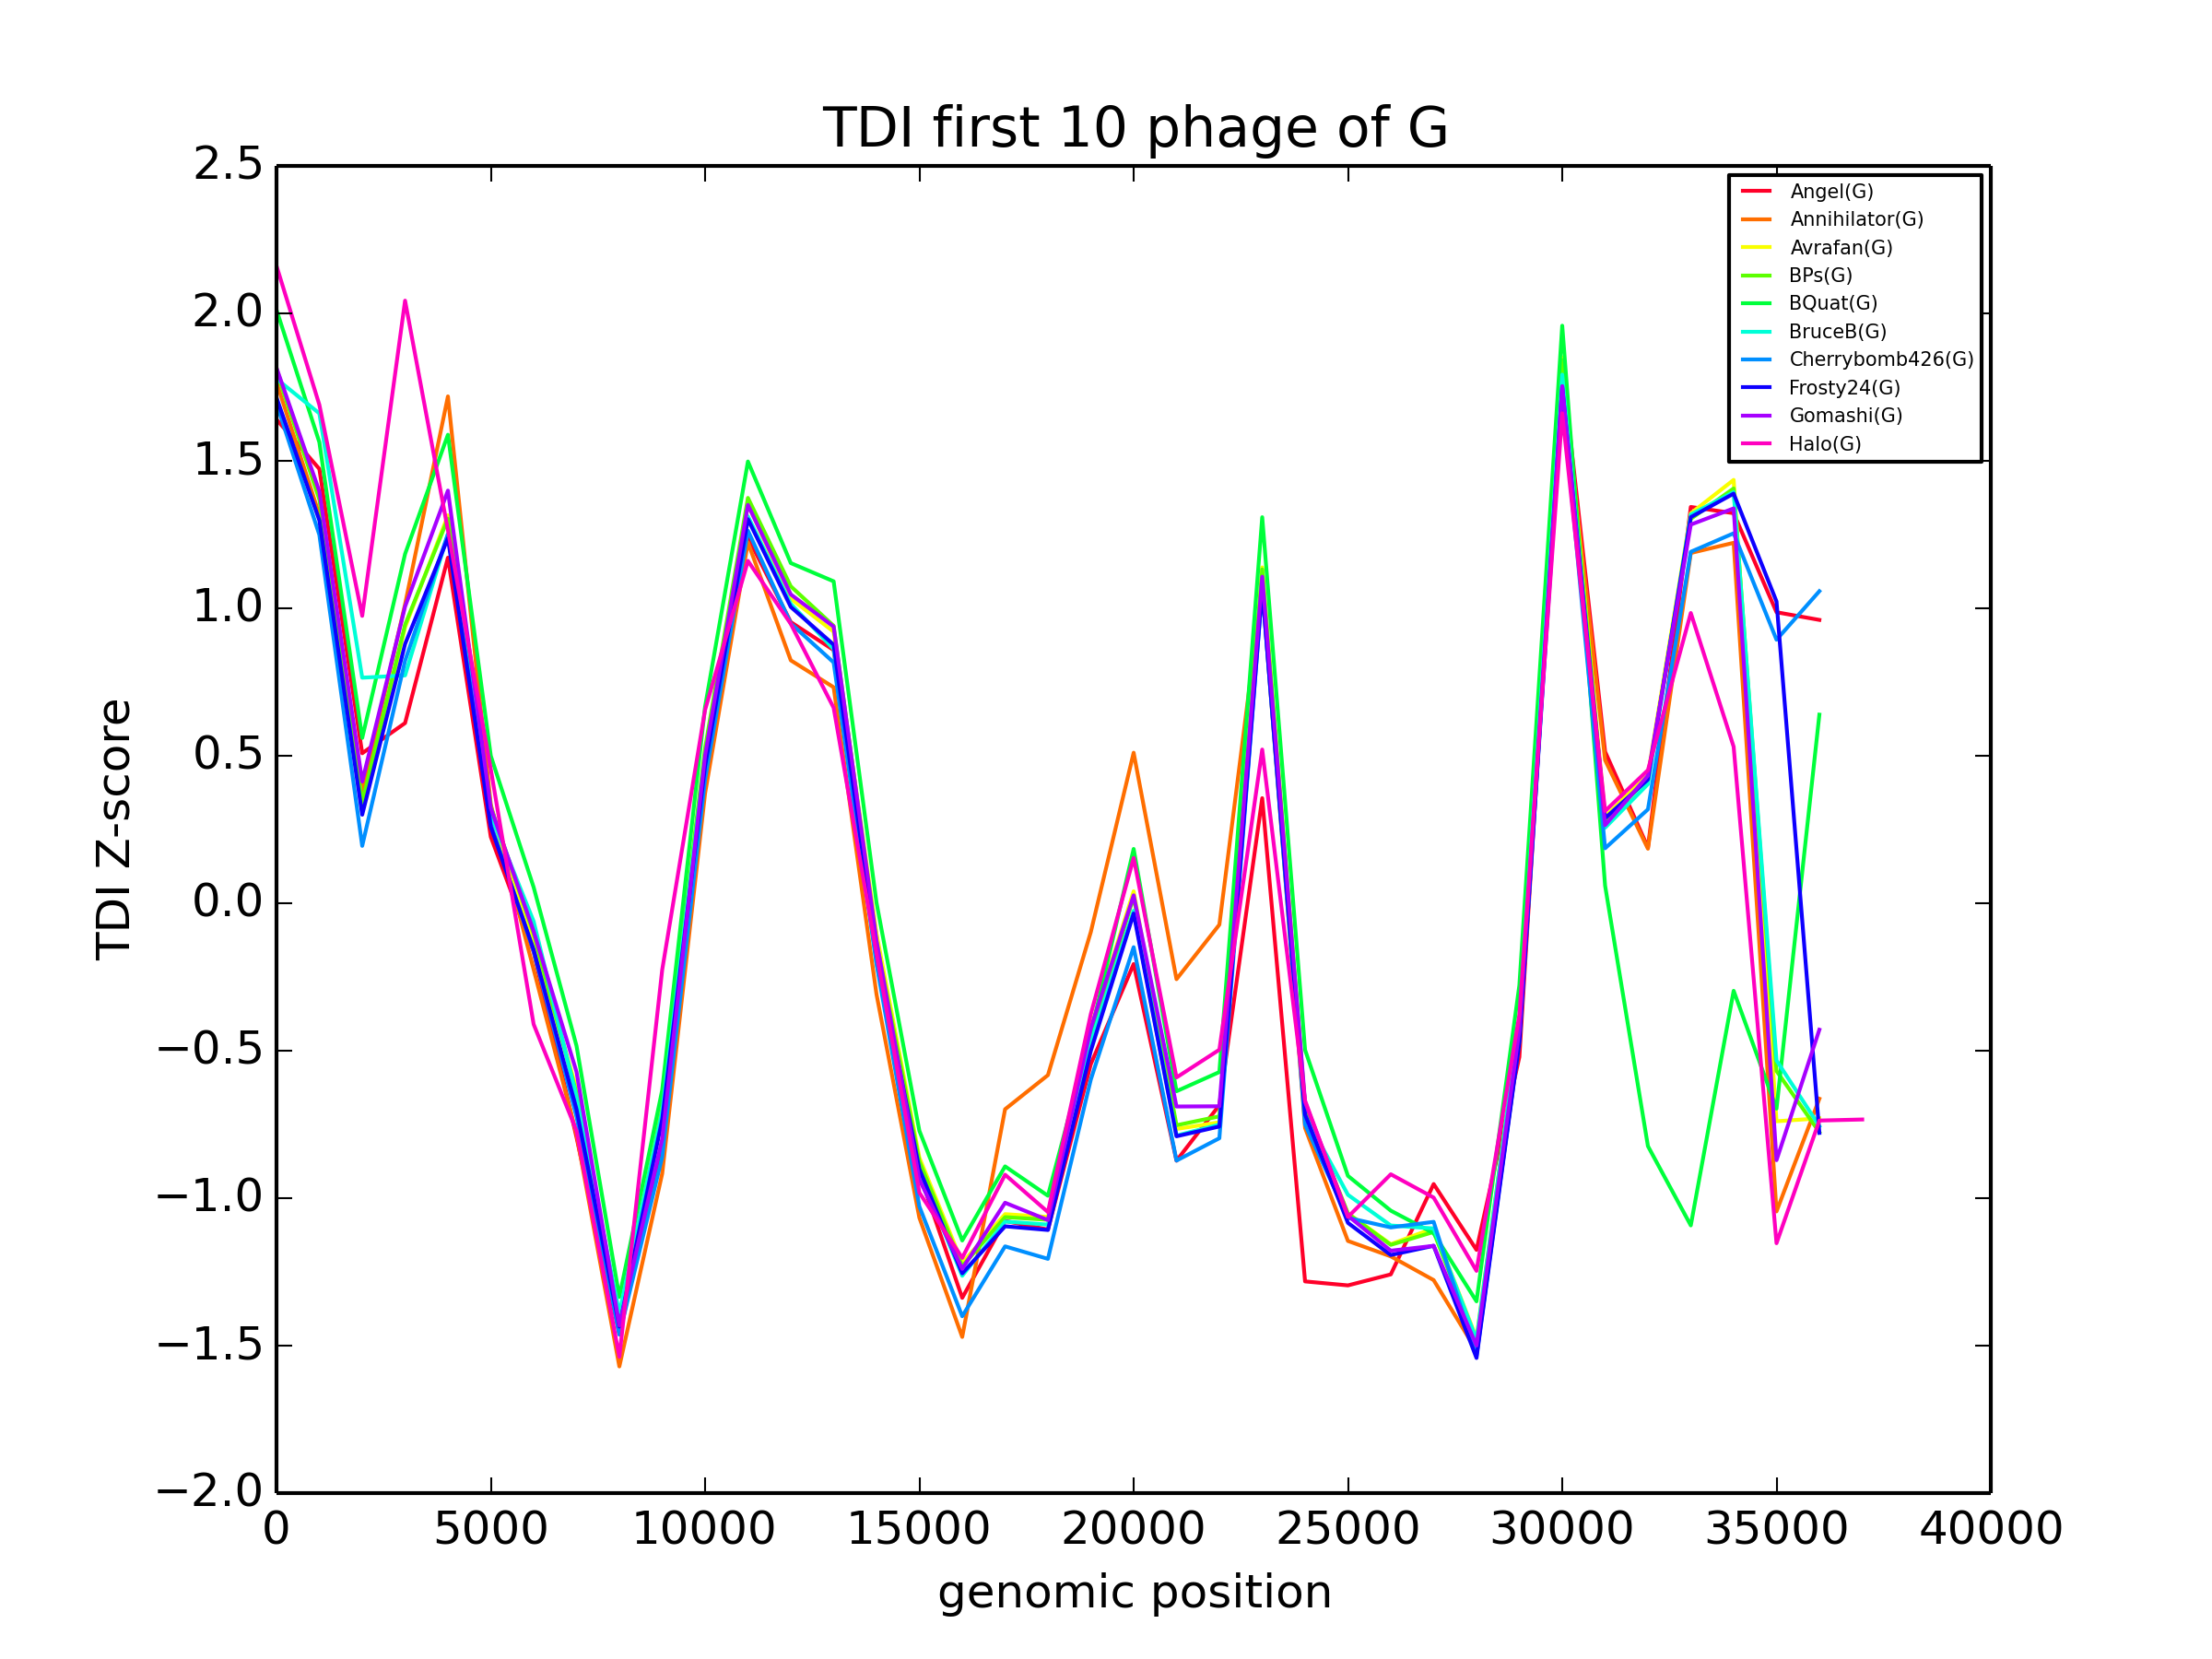 TDI first 10 phage of G
2.5
2.0
1.5
1.0
0.5
0.0
−0.5
−1.0
−1.5
−2.0
TDI Z-score
Angel(G)
Annihilator(G)
Avrafan(G)
BPs(G)
BQuat(G)
BruceB(G)
Cherrybomb426(G)
Frosty24(G)
Gomashi(G)
Halo(G)
0 5000 10000 15000 20000 25000 30000 35000 40000
genomic position